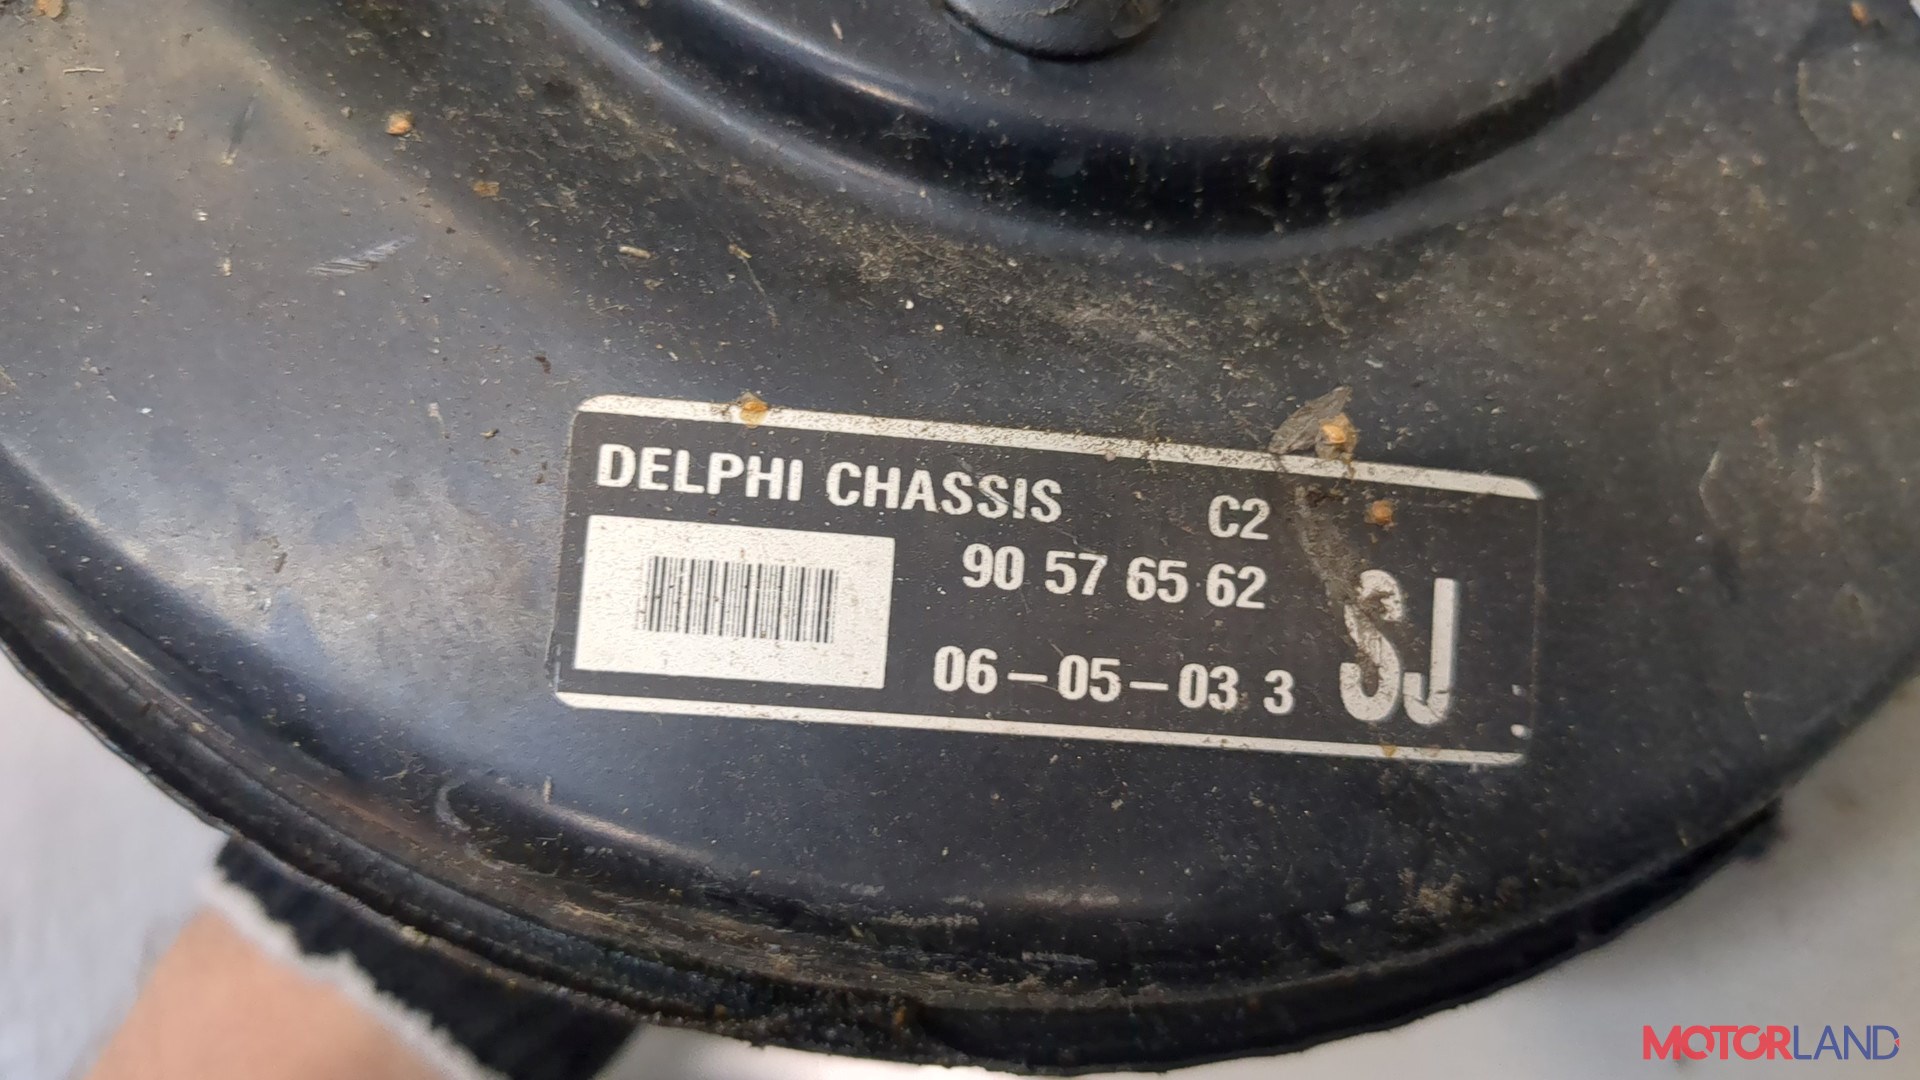 DELPHI CHASSIS C2
90 57 65 62
06-05-03 3
SJ
MOTORLAND